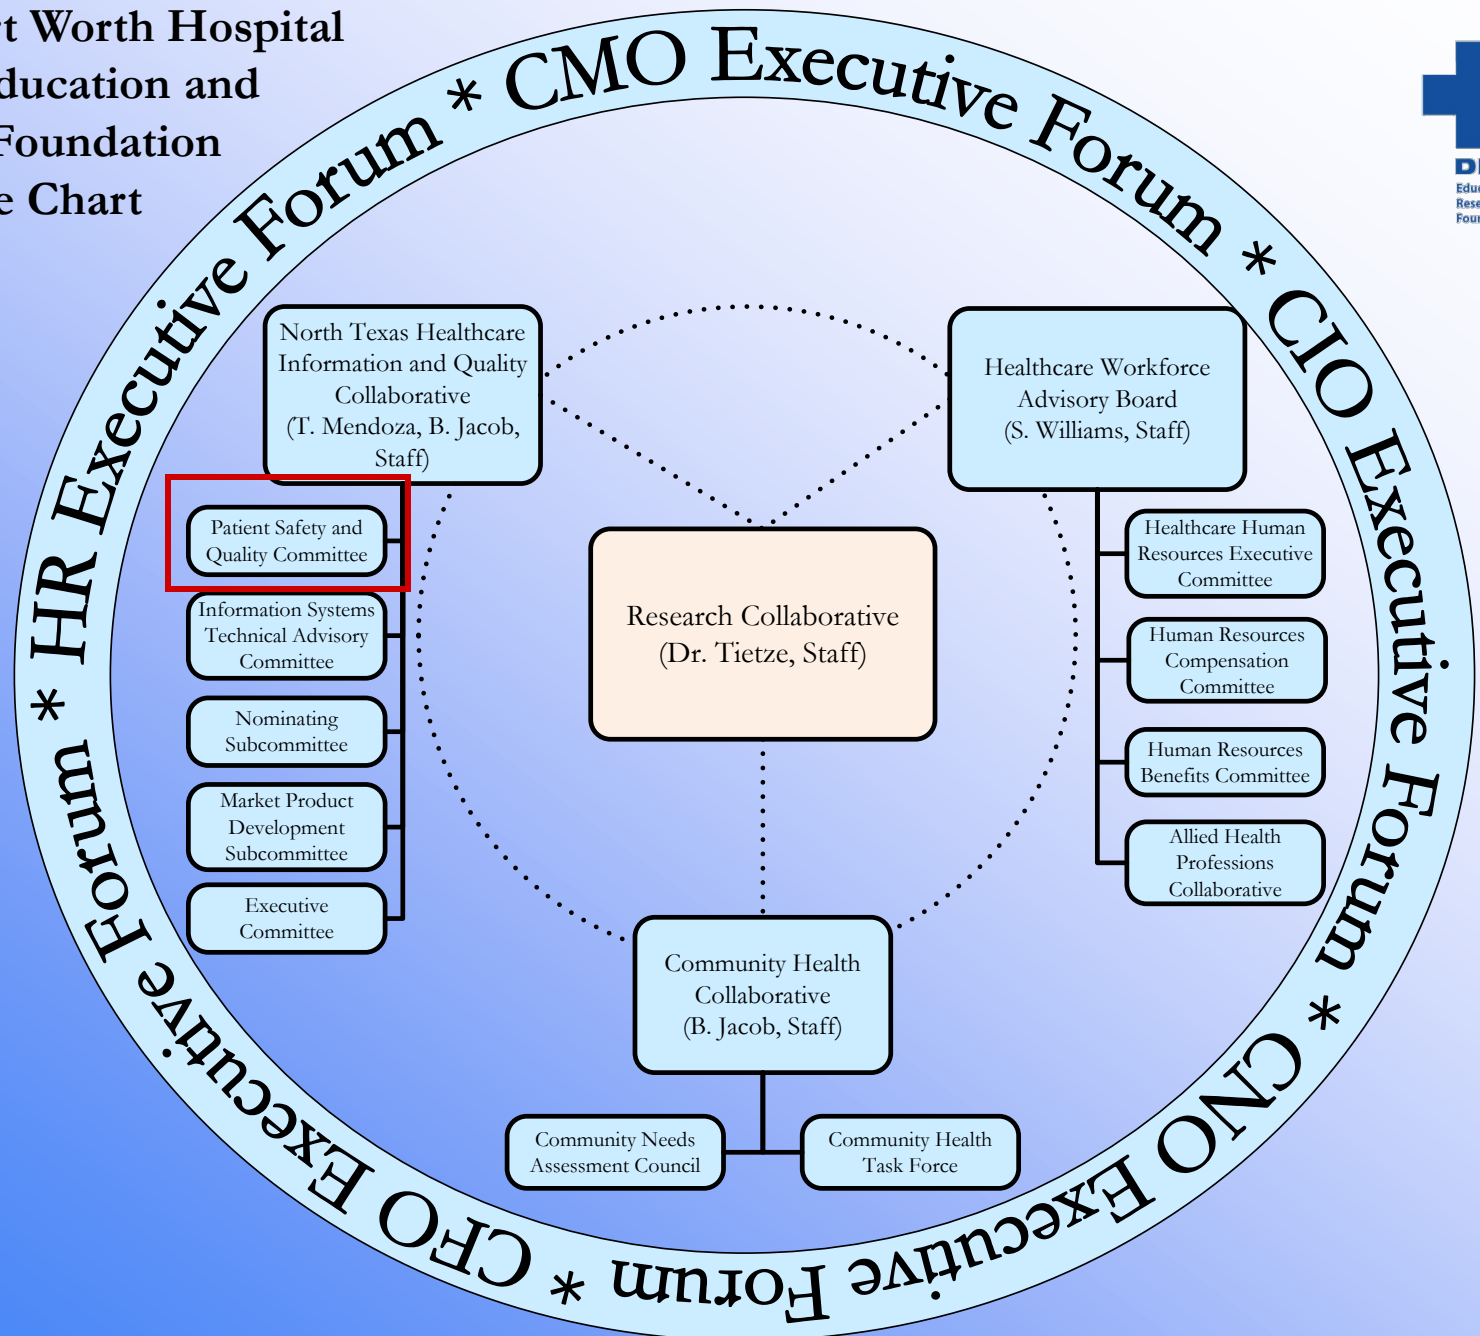 rt Worth Hospital
ducation and
Foundation
e Chart
* HR Executive Forum * CMO Executive Forum * CIO Executive Forum * CNO Executive Forum * CFO Executive Forum
Educ
Rese
Foun
North Texas Healthcare
Information and Quality
Collaborative
(T. Mendoza, B. Jacob,
Staff)
Healthcare Workforce
Advisory Board
(S. Williams, Staff)
Patient Safety and
Quality Committee
Information Systems
Technical Advisory
Committee
Nominating
Subcommittee
Market Product
Development
Subcommittee
Executive
Committee
Research Collaborative
(Dr. Tietze, Staff)
Healthcare Human
Resources Executive
Committee
Human Resources
Compensation
Committee
Human Resources
Benefits Committee
Allied Health
Professions
Collaborative
Community Health
Collaborative
(B. Jacob, Staff)
Community Needs
Assessment Council
Community Health
Task Force